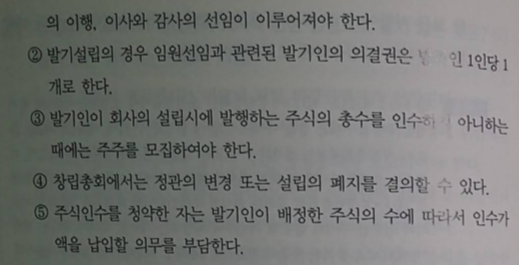 의 이행, 이사와 감사의 선임이 이루어져야 한다.
② 발기설립의 경우 임원선임과 관련된 발기인의 의결권은 인 1인당 1
개로 한다.
③ 발기인이 회사의 설립시에 발행하는 주식의 총수를 인수하지 아니하는
때에는 주주를 모집하여야 한다.
④ 창립총회에서는 정관의 변경 또는 설립의 폐지를 결의할 수 있다.
⑤ 주식인수를 청약한 자는 발기인이 배정한 주식의 수에 따라서 인수가
액을 납입할 의무를 부담한다.